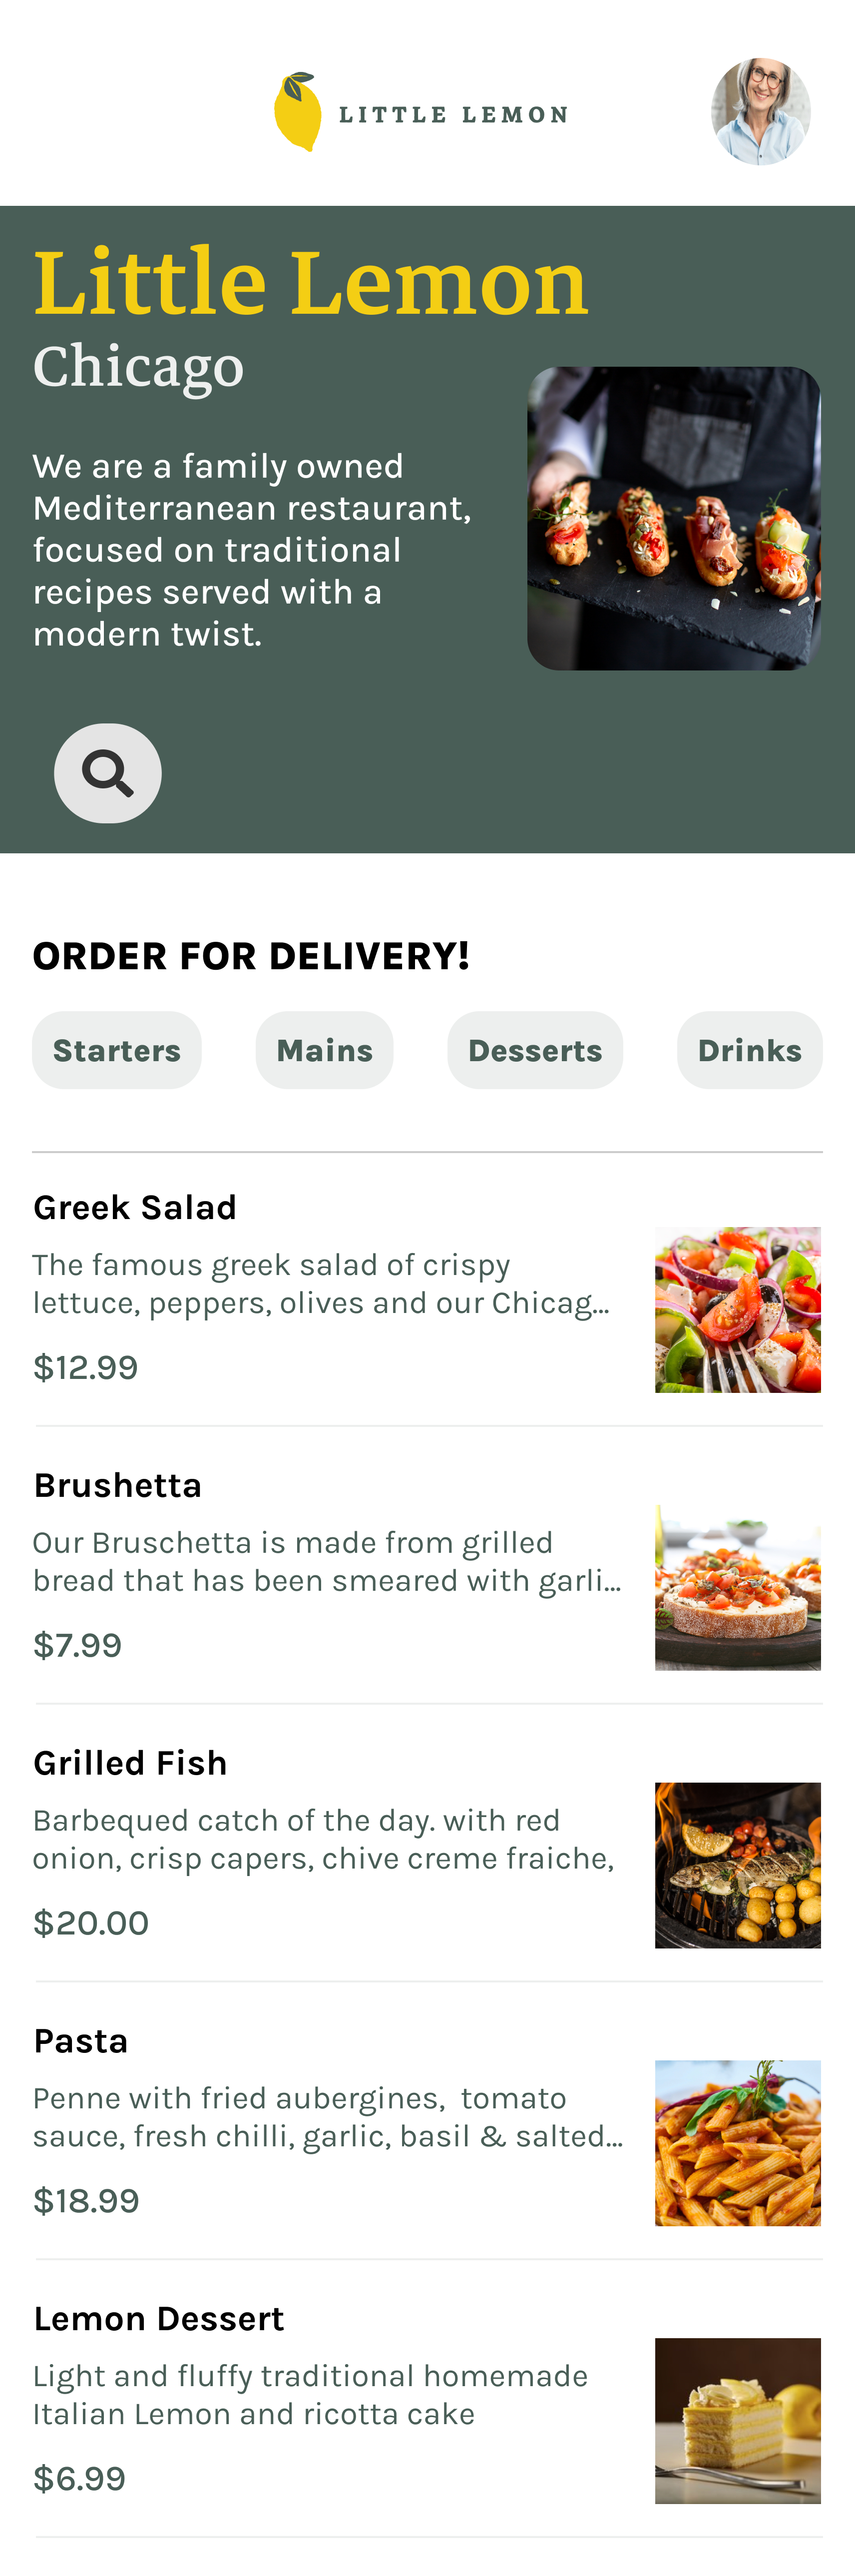 LITTLE LEMON
Little Lemon
Chicago
We are a family owned
Mediterranean restaurant,
focused on traditional
recipes served with a
modern twist.
ORDER FOR DELIVERY!
Starters Mains Desserts Drinks
Greek Salad
The famous greek salad of crispy
lettuce, peppers, olives and our Chicag...
$12.99
Brushetta
Our Bruschetta is made from grilled
bread that has been smeared with garli...
$7.99
Grilled Fish
Barbequed catch of the day. with red
onion, crisp capers, chive creme fraiche,
$20.00
Pasta
Penne with fried aubergines,  tomato
sauce, fresh chilli, garlic, basil & salted...
$18.99
Lemon Dessert
Light and fluffy traditional homemade
Italian Lemon and ricotta cake
$6.99